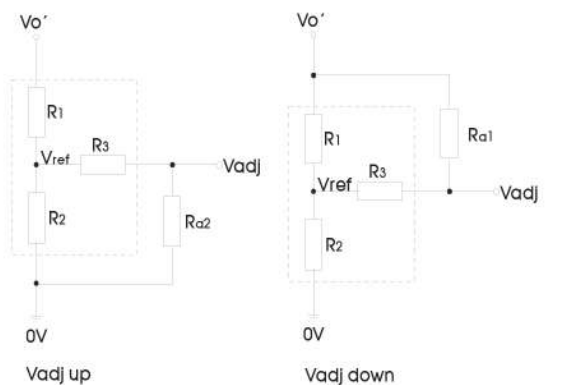 Vo´
R1
Vref
R3
Vadj
R2
Ra2
0V
Vadj up
Vo´
R1
Ra1
Vref
R3
Vadj
R2
0V
Vadj down